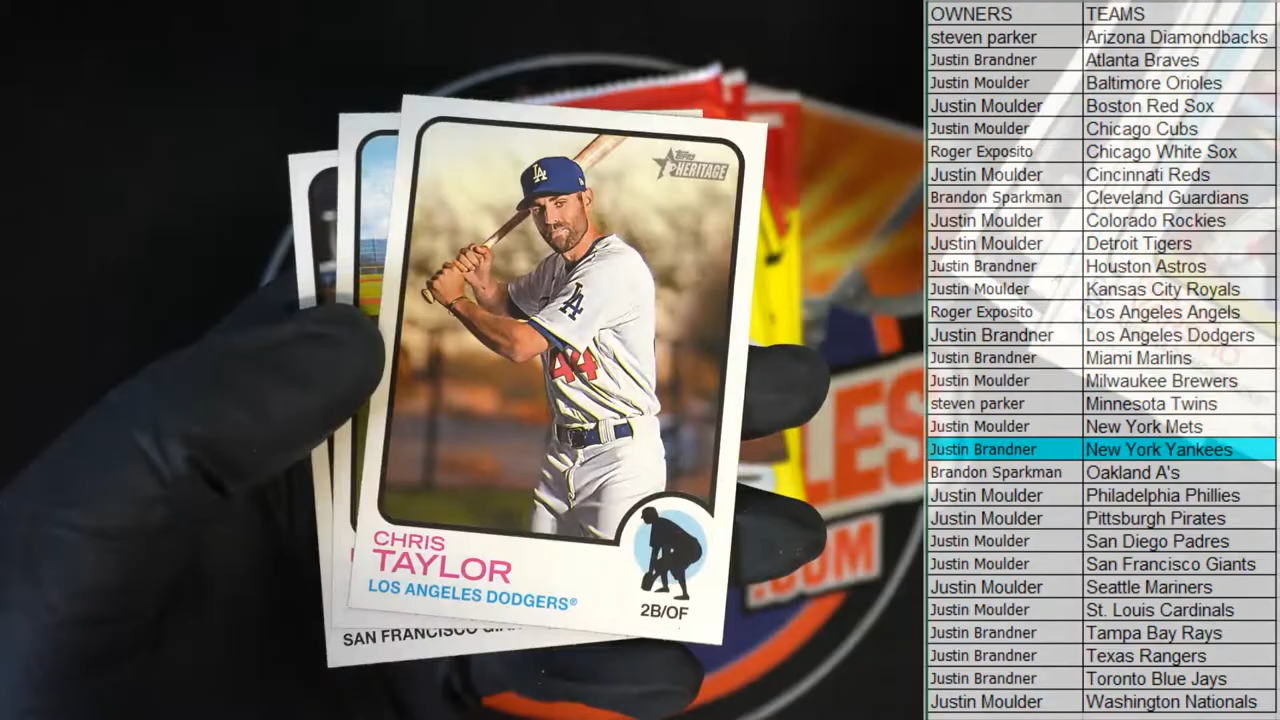 Topps
HERITAGE
LA
LA
44
CHRIS
TAYLOR
LOS ANGELES DODGERS®
2B/OF
SAN FRANCISCO
LES
.COM
OWNERS TEAMS
steven parker Arizona Diamondbacks
Justin Brandner Atlanta Braves
Justin Moulder Baltimore Orioles
Justin Moulder Boston Red Sox
Justin Moulder Chicago Cubs
Roger Exposito Chicago White Sox
Justin Moulder Cincinnati Reds
Brandon Sparkman Cleveland Guardians
Justin Moulder Colorado Rockies
Justin Moulder Detroit Tigers
Justin Brandner Houston Astros
Justin Moulder Kansas City Royals
Roger Exposito Los Angeles Angels
Justin Brandner Los Angeles Dodgers
Justin Brandner Miami Marlins
Justin Moulder Milwaukee Brewers
steven parker Minnesota Twins
Justin Moulder New York Mets
Justin Brandner New York Yankees
Brandon Sparkman Oakland A's
Justin Moulder Philadelphia Phillies
Justin Moulder Pittsburgh Pirates
Justin Moulder San Diego Padres
Justin Moulder San Francisco Giants
Justin Moulder Seattle Mariners
Justin Moulder St. Louis Cardinals
Justin Brandner Tampa Bay Rays
Justin Brandner Texas Rangers
Justin Brandner Toronto Blue Jays
Justin Moulder Washington Nationals